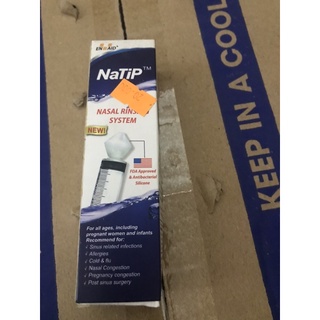 NaTiP™
NASAL RINSE
SYSTEM
NEW!
FDA Approved
& Antibacterial
Silicone
For all ages, including
pregnant women and infants
Recommend for:
Sinus related infections
Allergies
Cold & flu
Nasal Congestion
Pregnancy congestion
Post sinus surgery
KEEP IN A COOL